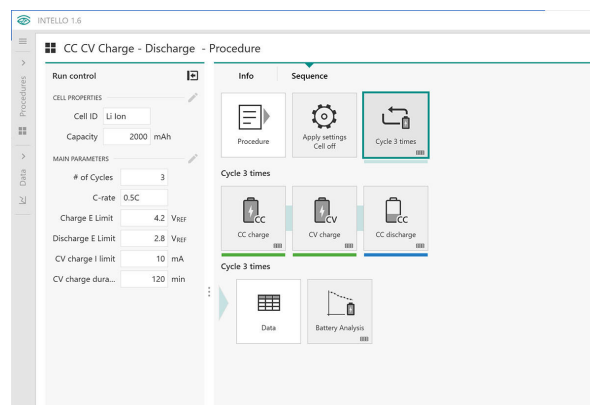 INTELLO 1.6
CC CV Charge - Discharge - Procedure
Procedures
Data
Run control
CELL PROPERTIES
Cell ID Li Ion
Capacity 2000 mAh
MAIN PARAMETERS
# of Cycles 3
C-rate 0.5C
Charge E Limit 4.2 VREF
Discharge E Limit 2.8 VREF
CV charge I limit 10 mA
CV charge dura... 120 min
Info Sequence
Procedure
Apply settings
Cell off
Cycle 3 times
Cycle 3 times
CC
CV
CC
CC charge
CV charge
CC discharge
Cycle 3 times
Data
Battery Analysis